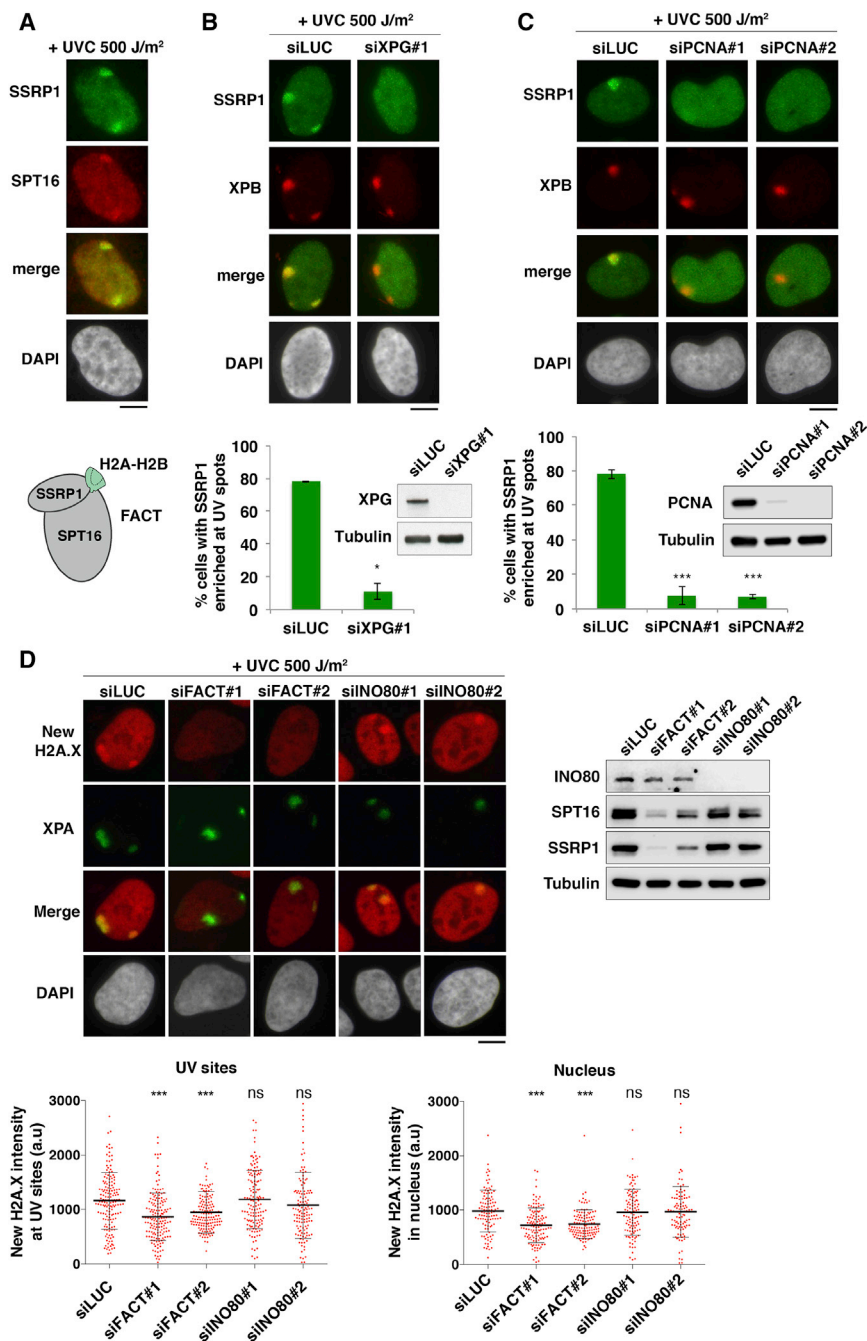 A
+ UVC 500 J/m²
SSRP1
SPT16
merge
DAPI
H2A-H2B
SSRP1
FACT
SPT16
B
+ UVC 500 J/m²
siLUC siXPG#1
SSRP1
XPB
merge
DAPI
% cells with SSRP1
enriched at UV spots
100
80
60
40
20
0
*
siLUC siXPG#1
siLUC
siXPG#1
XPG
Tubulin
C
+ UVC 500 J/m²
siLUC siPCNA#1 siPCNA#2
SSRP1
XPB
merge
DAPI
% cells with SSRP1
enriched at UV spots
100
80
60
40
20
0
*** ***
siLUC siPCNA#1 siPCNA#2
siLUC
siPCNA#1
siPCNA#2
PCNA
Tubulin
D
+ UVC 500 J/m²
siLUC siFACT#1 siFACT#2 siINO80#1 siINO80#2
New
H2A.X
XPA
Merge
DAPI
siLUC
siFACT#1
siFACT#2
siINO80#1
siINO80#2
INO80
SPT16
SSRP1
Tubulin
UV sites
New H2A.X intensity
at UV sites (a.u)
3000
2000
1000
0
*** *** ns ns
siLUC
siFACT#1
siFACT#2
siINO80#1
siINO80#2
Nucleus
New H2A.X intensity
in nucleus (a.u)
3000
2000
1000
0
*** *** ns ns
siLUC
siFACT#1
siFACT#2
siINO80#1
siINO80#2